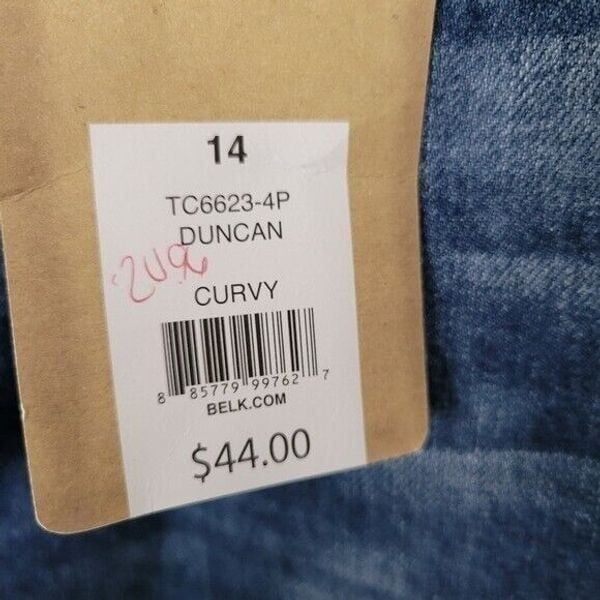 14
TC6623-4P
DUNCAN
CURVY
8 85779 99762 7
BELK.COM
$44.00